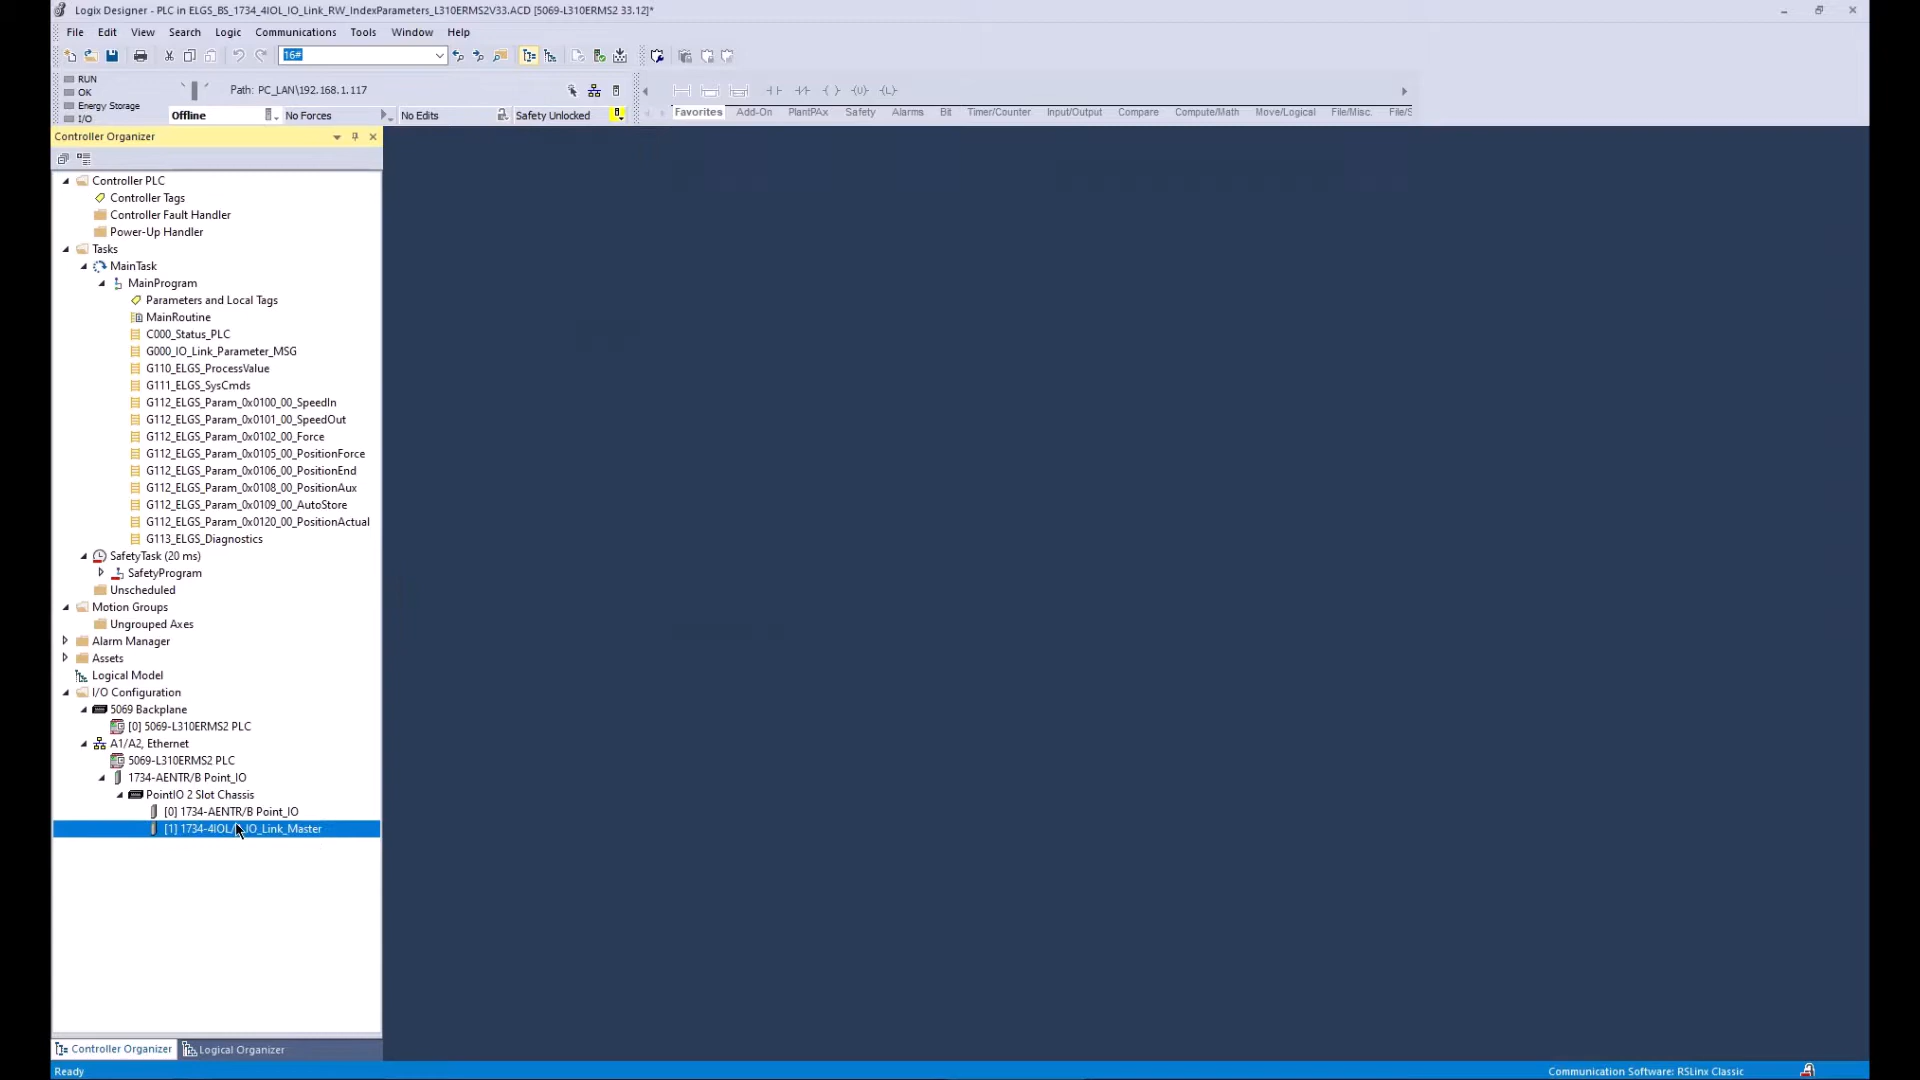 Logix Designer - PLC in ELGS_BS_1734_4IOL_IO_Link_RW_IndexParameters_L310ERMS2V33.ACD [5069-L310ERMS2 33.12]*
File Edit View Search Logic Communications Tools Window Help
16#
RUN
OK
Energy Storage
I/O
Path: PC_LAN\192.168.1.117
Offline No Forces No Edits Safety Unlocked
Favorites Add-On PlantPAx Safety Alarms Bit Timer/Counter Input/Output Compare Compute/Math Move/Logical File/Misc. File/S
Controller Organizer
Controller PLC
Controller Tags
Controller Fault Handler
Power-Up Handler
Tasks
MainTask
MainProgram
Parameters and Local Tags
MainRoutine
C000_Status_PLC
G000_IO_Link_Parameter_MSG
G110_ELGS_ProcessValue
G111_ELGS_SysCmds
G112_ELGS_Param_0x0100_00_SpeedIn
G112_ELGS_Param_0x0101_00_SpeedOut
G112_ELGS_Param_0x0102_00_Force
G112_ELGS_Param_0x0105_00_PositionForce
G112_ELGS_Param_0x0106_00_PositionEnd
G112_ELGS_Param_0x0108_00_PositionAux
G112_ELGS_Param_0x0109_00_AutoStore
G112_ELGS_Param_0x0120_00_PositionActual
G113_ELGS_Diagnostics
SafetyTask (20 ms)
SafetyProgram
Unscheduled
Motion Groups
Ungrouped Axes
Alarm Manager
Assets
Logical Model
I/O Configuration
5069 Backplane
[0] 5069-L310ERMS2 PLC
A1/A2, Ethernet
5069-L310ERMS2 PLC
1734-AENTR/B Point_IO
PointIO 2 Slot Chassis
[0] 1734-AENTR/B Point_IO
[1] 1734-4IOL/ IO_Link_Master
Controller Organizer Logical Organizer
Ready
Communication Software: RSLinx Classic